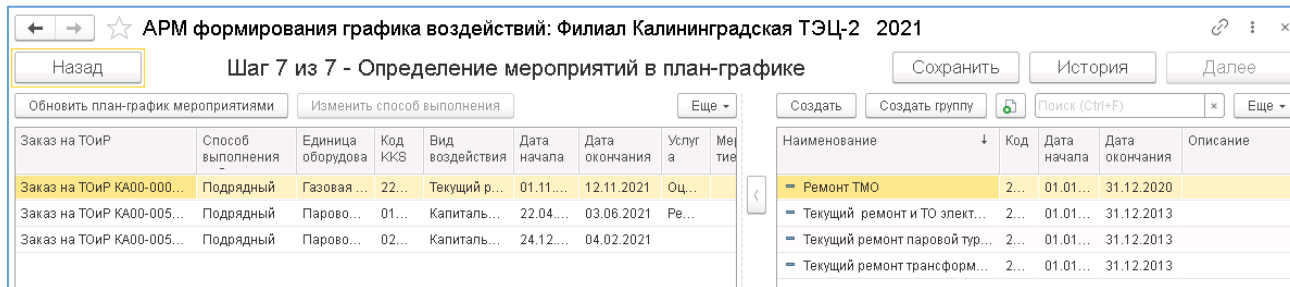 АРМ формирования графика воздействий: Филиал Калининградская ТЭЦ-2 2021
Назад Шаг 7 из 7 - Определение мероприятий в план-графике Сохранить История Далее
Обновить план-график мероприятиями Изменить способ выполнения Еще Создать Создать группу Поиск (Ctrl+F) × Еще
Заказ на ТОиР Способ Единица Код Вид Дата Дата Услуг Мер Наименование ↓ Код Дата Дата Описание
выполнения оборудова KKS воздействия начала окончания а тие начала окончания
Заказ на ТОиР КА00-000... Подрядный Газовая ... 22... Текущий р... 01.11.... 12.11.2021 Оц... Ремонт ТМО 2... 01.01... 31.12.2020
Заказ на ТОиР КА00-005... Подрядный Парово... 01... Капиталь... 22.04.... 03.06.2021 Ре... Текущий ремонт и ТО элект... 2... 01.01... 31.12.2013
Заказ на ТОиР КА00-005... Подрядный Парово... 02... Капиталь... 24.12.... 04.02.2021 Текущий ремонт паровой тур... 2... 01.01... 31.12.2013
Текущий ремонт трансформ... 2... 01.01... 31.12.2013